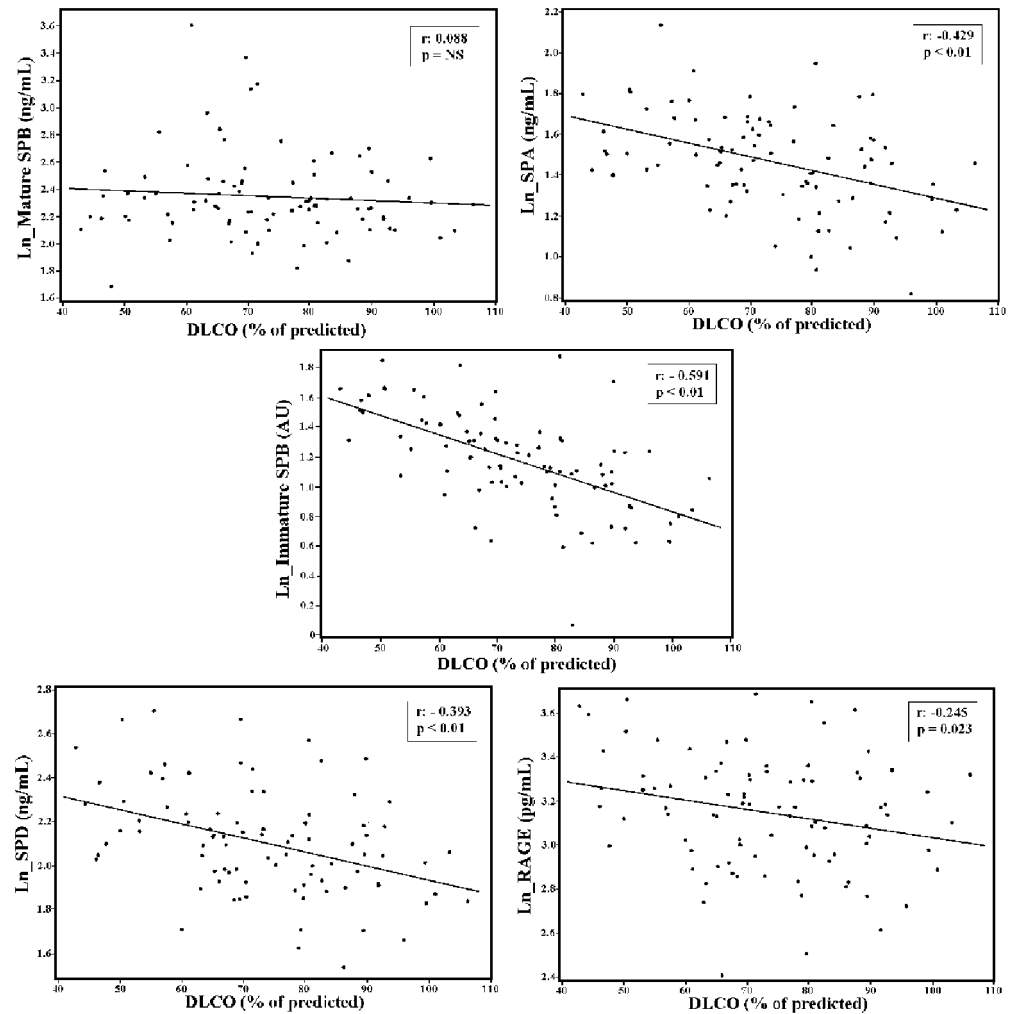 3.6
3.4
3.2
3.0
2.8
2.6
2.4
2.2
2.0
1.8
1.6
Ln_Mature SPB (ng/mL)
r: 0.088
p = NS
40 50 60 70 80 90 100 110
DLCO (% of predicted)
2.2
2.0
1.8
1.6
1.4
1.2
1.0
0.8
Ln_SPA (ng/mL)
r: -0.429
p < 0.01
40 50 60 70 80 90 100 110
DLCO (% of predicted)
1.8
1.6
1.4
1.2
1.0
0.8
0.6
0.4
0.2
0
Ln_Immature SPB (AU)
r: - 0.591
p < 0.01
40 50 60 70 80 90 100 110
DLCO (% of predicted)
2.8
2.6
2.4
2.2
2.0
1.8
1.6
Ln_SPD (ng/mL)
r: - 0.393
p < 0.01
40 50 60 70 80 90 100 110
DLCO (% of predicted)
3.6
3.4
3.2
3.0
2.8
2.6
2.4
Ln_RAGE (pg/mL)
r: -0.245
p = 0.023
40 50 60 70 80 90 100 110
DLCO (% of predicted)